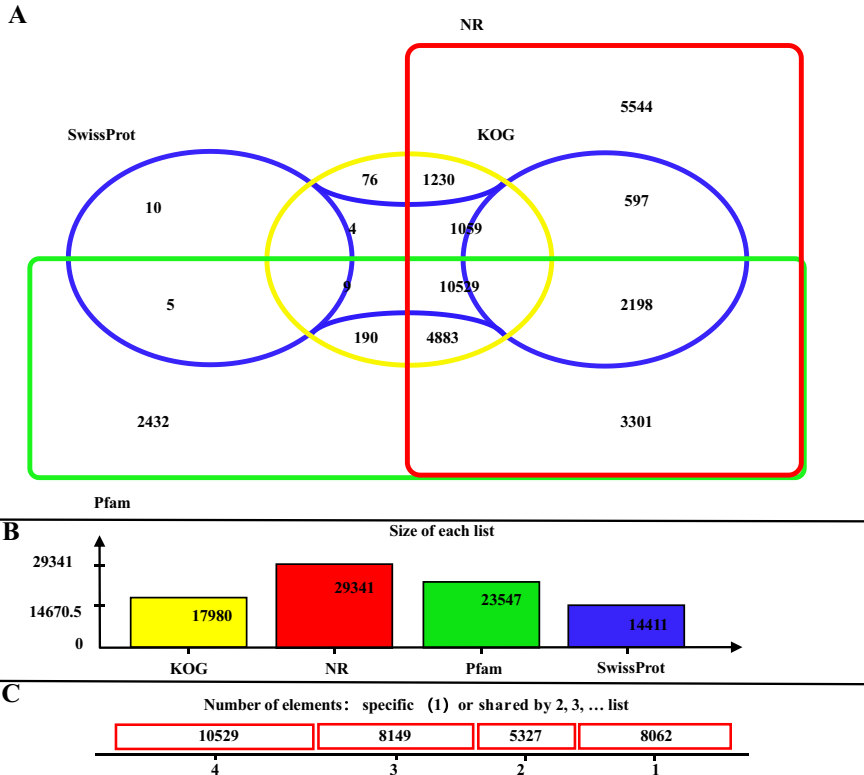 A
NR
5544
SwissProt
KOG
76 1230
10 597
4 1059
9 10529
5 2198
190 4883
2432 3301
Pfam
B
Size of each list
29341
14670.5
0
17980 29341 23547 14411
KOG NR Pfam SwissProt
C
Number of elements: specific (1) or shared by 2, 3, … list
10529 8149 5327 8062
4 3 2 1